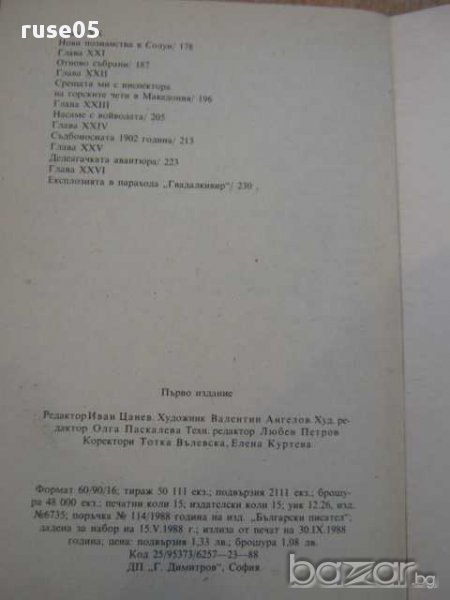 ruse05
Нови познанства в Солун/ 178
Глава XXI
Отново събрани/ 187
Глава XXII
Срещата ми с инспектора
на горските чети в Македония/ 196
Глава XXIII
Насаме с войводата/ 205
Глава XXIV
Съдбоносната 1902 година/ 213
Глава XXV
Дедеагачката авантюра/ 223
Глава XXVI
Експлозията в парахода „Гвадалкивир“/ 230
Първо издание
Редактор Иван Цанев. Художник Валентин Ангелов. Худ. ре-
дактор Олга Паскалева Техн. редактор Любен Петров
Коректори Тотка Вълевска, Елена Куртева
Формат 60/90/16; тираж 50 111 екз.; подвързия 2111 екз.; брошу-
ра 48 000 екз.; печатни коли 15, издателски коли 15; уик 12.26, изд.
№6735; поръчка № 114/1988 година на изд. „Български писател“,
дадена за набор на 15.V.1988 г.; излиза от печат на 30.IX.1988
година; цена: подвързия 1,33 лв.; брошура 1,08 лв.
Код 25/95373/6257—23—88
ДП „Г. Димитров“, София
bazar.bg